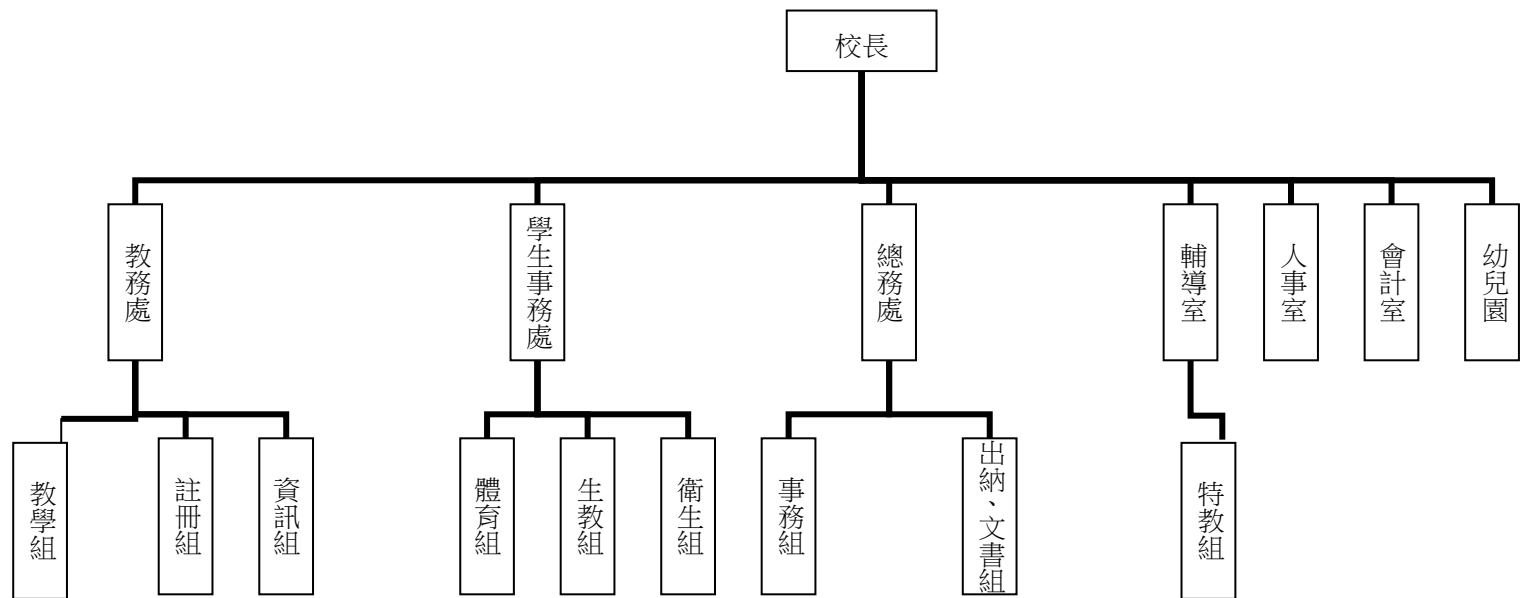 校長
教務處
學生事務處
總務處
輔導室
人事室
會計室
幼兒園
教學組
註冊組
資訊組
體育組
生教組
衛生組
事務組
出納、文書組
特教組